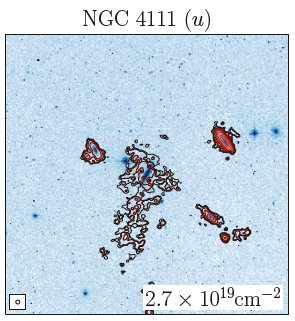 NGC 4111 (u)
2.7 × 10¹⁹cm⁻²